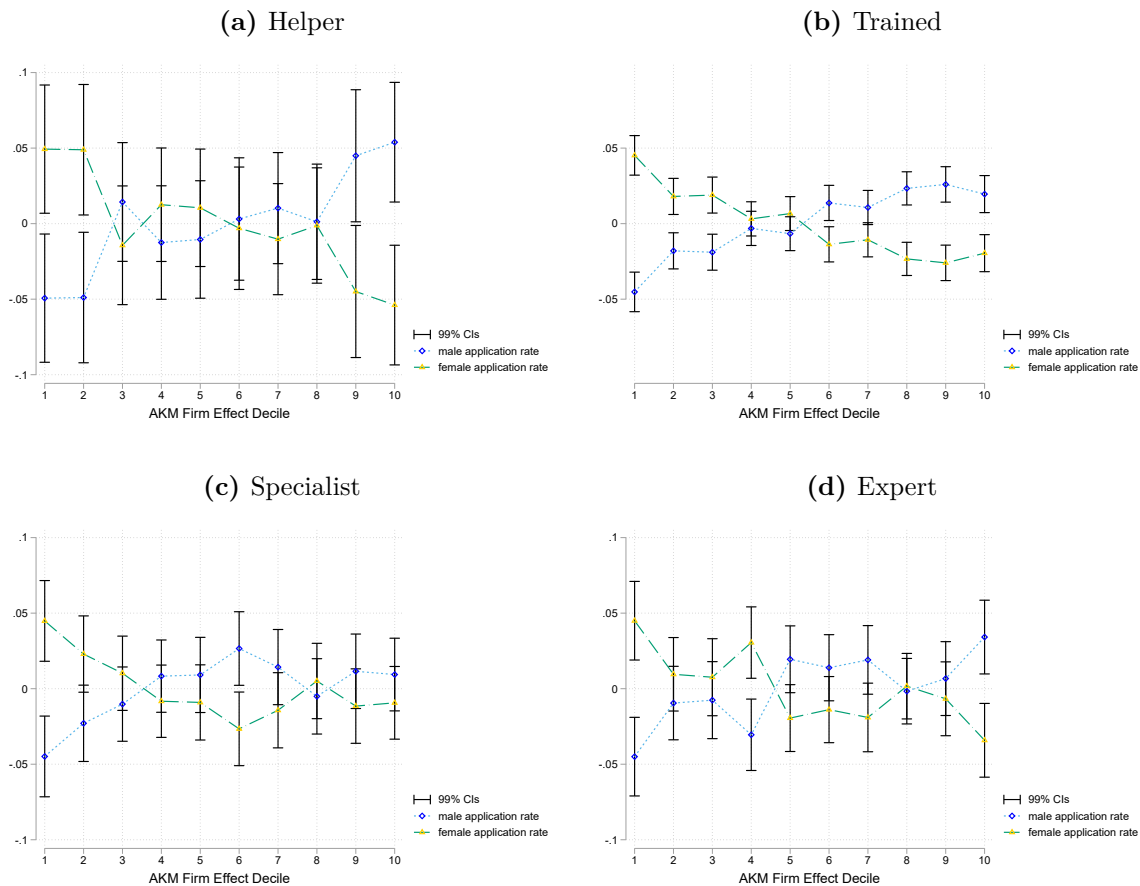 (a) Helper
.1
.05
0
-.05
-.1
1 2 3 4 5 6 7 8 9 10
AKM Firm Effect Decile
99% CIs
male application rate
female application rate
(b) Trained
.05
0
-.05
1 2 3 4 5 6 7 8 9 10
AKM Firm Effect Decile
99% CIs
male application rate
female application rate
(c) Specialist
.1
.05
0
-.05
-.1
1 2 3 4 5 6 7 8 9 10
AKM Firm Effect Decile
99% CIs
male application rate
female application rate
(d) Expert
.1
.05
0
-.05
-.1
1 2 3 4 5 6 7 8 9 10
AKM Firm Effect Decile
99% CIs
male application rate
female application rate